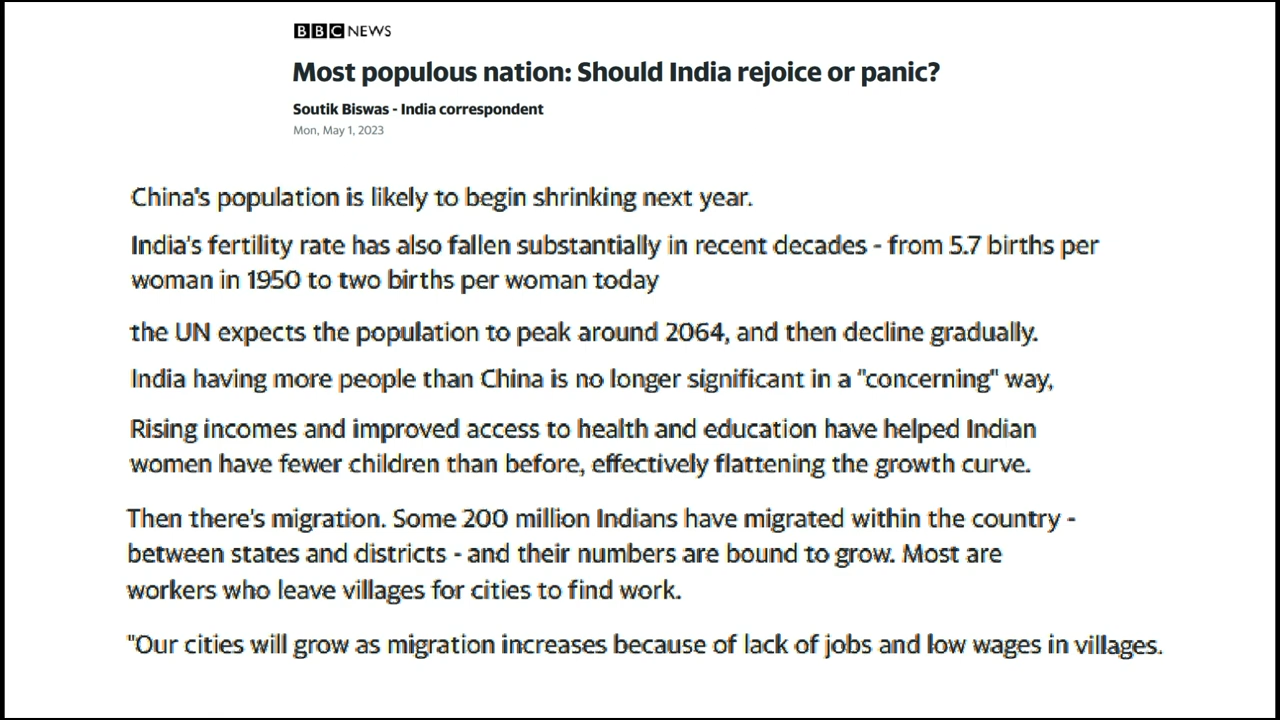 BBC NEWS
Most populous nation: Should India rejoice or panic?
Soutik Biswas - India correspondent
Mon, May 1, 2023
China's population is likely to begin shrinking next year.
India's fertility rate has also fallen substantially in recent decades - from 5.7 births per
woman in 1950 to two births per woman today
the UN expects the population to peak around 2064, and then decline gradually.
India having more people than China is no longer significant in a "concerning" way,
Rising incomes and improved access to health and education have helped Indian
women have fewer children than before, effectively flattening the growth curve.
Then there's migration. Some 200 million Indians have migrated within the country -
between states and districts - and their numbers are bound to grow. Most are
workers who leave villages for cities to find work.
"Our cities will grow as migration increases because of lack of jobs and low wages in villages.